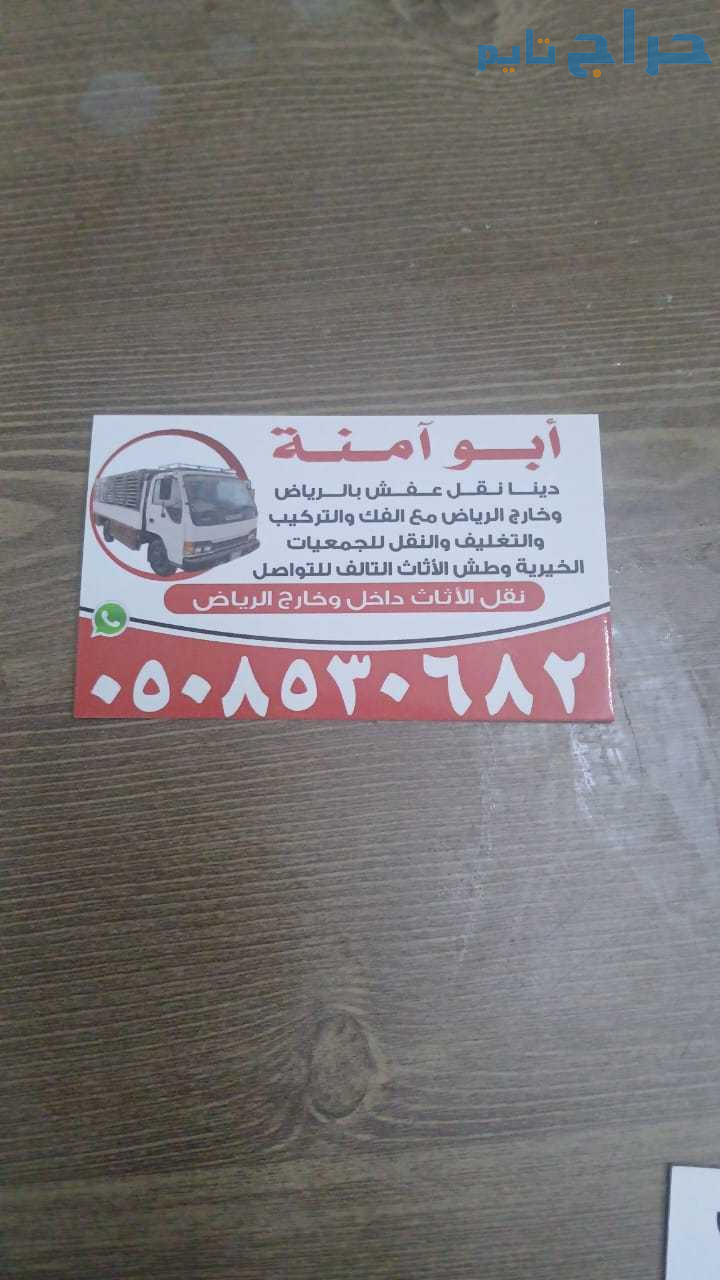 حراج تايم
أبو آمنة
دينا نقل عفش بالرياض
وخارج الرياض مع الفك والتركيب
والتغليف والنقل للجمعيات
الخيرية وطش الأثاث التالف للتواصل
نقل الأثاث داخل وخارج الرياض
٠٥٠٨٥٣٠٦٨٢